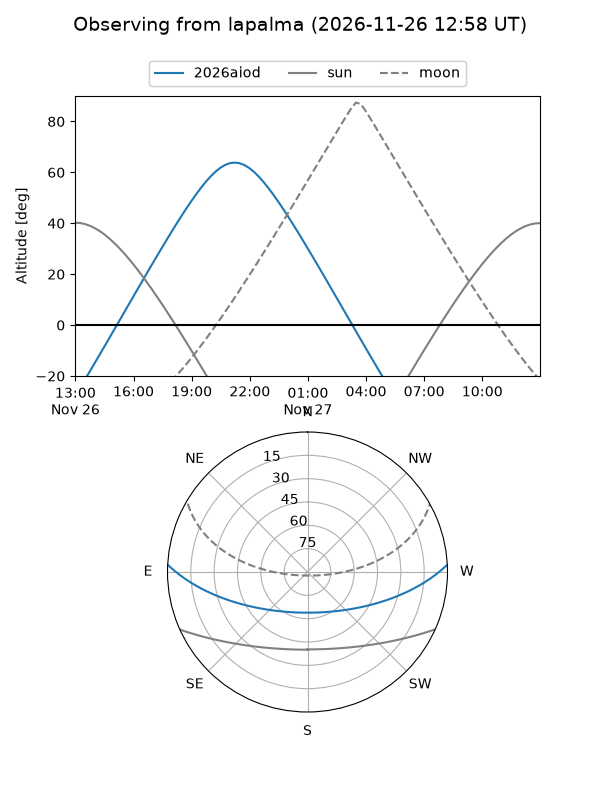 Observing from lapalma (2026-11-26 12:58 UT)
2026aiod sun moon
Altitude [deg]
80
60
40
20
0
−20
13:00 16:00 19:00 22:00 01:00 04:00 07:00 10:00
Nov 26 Nov 27
N
NE NW
15
30
45
60
75
E W
SE SW
S